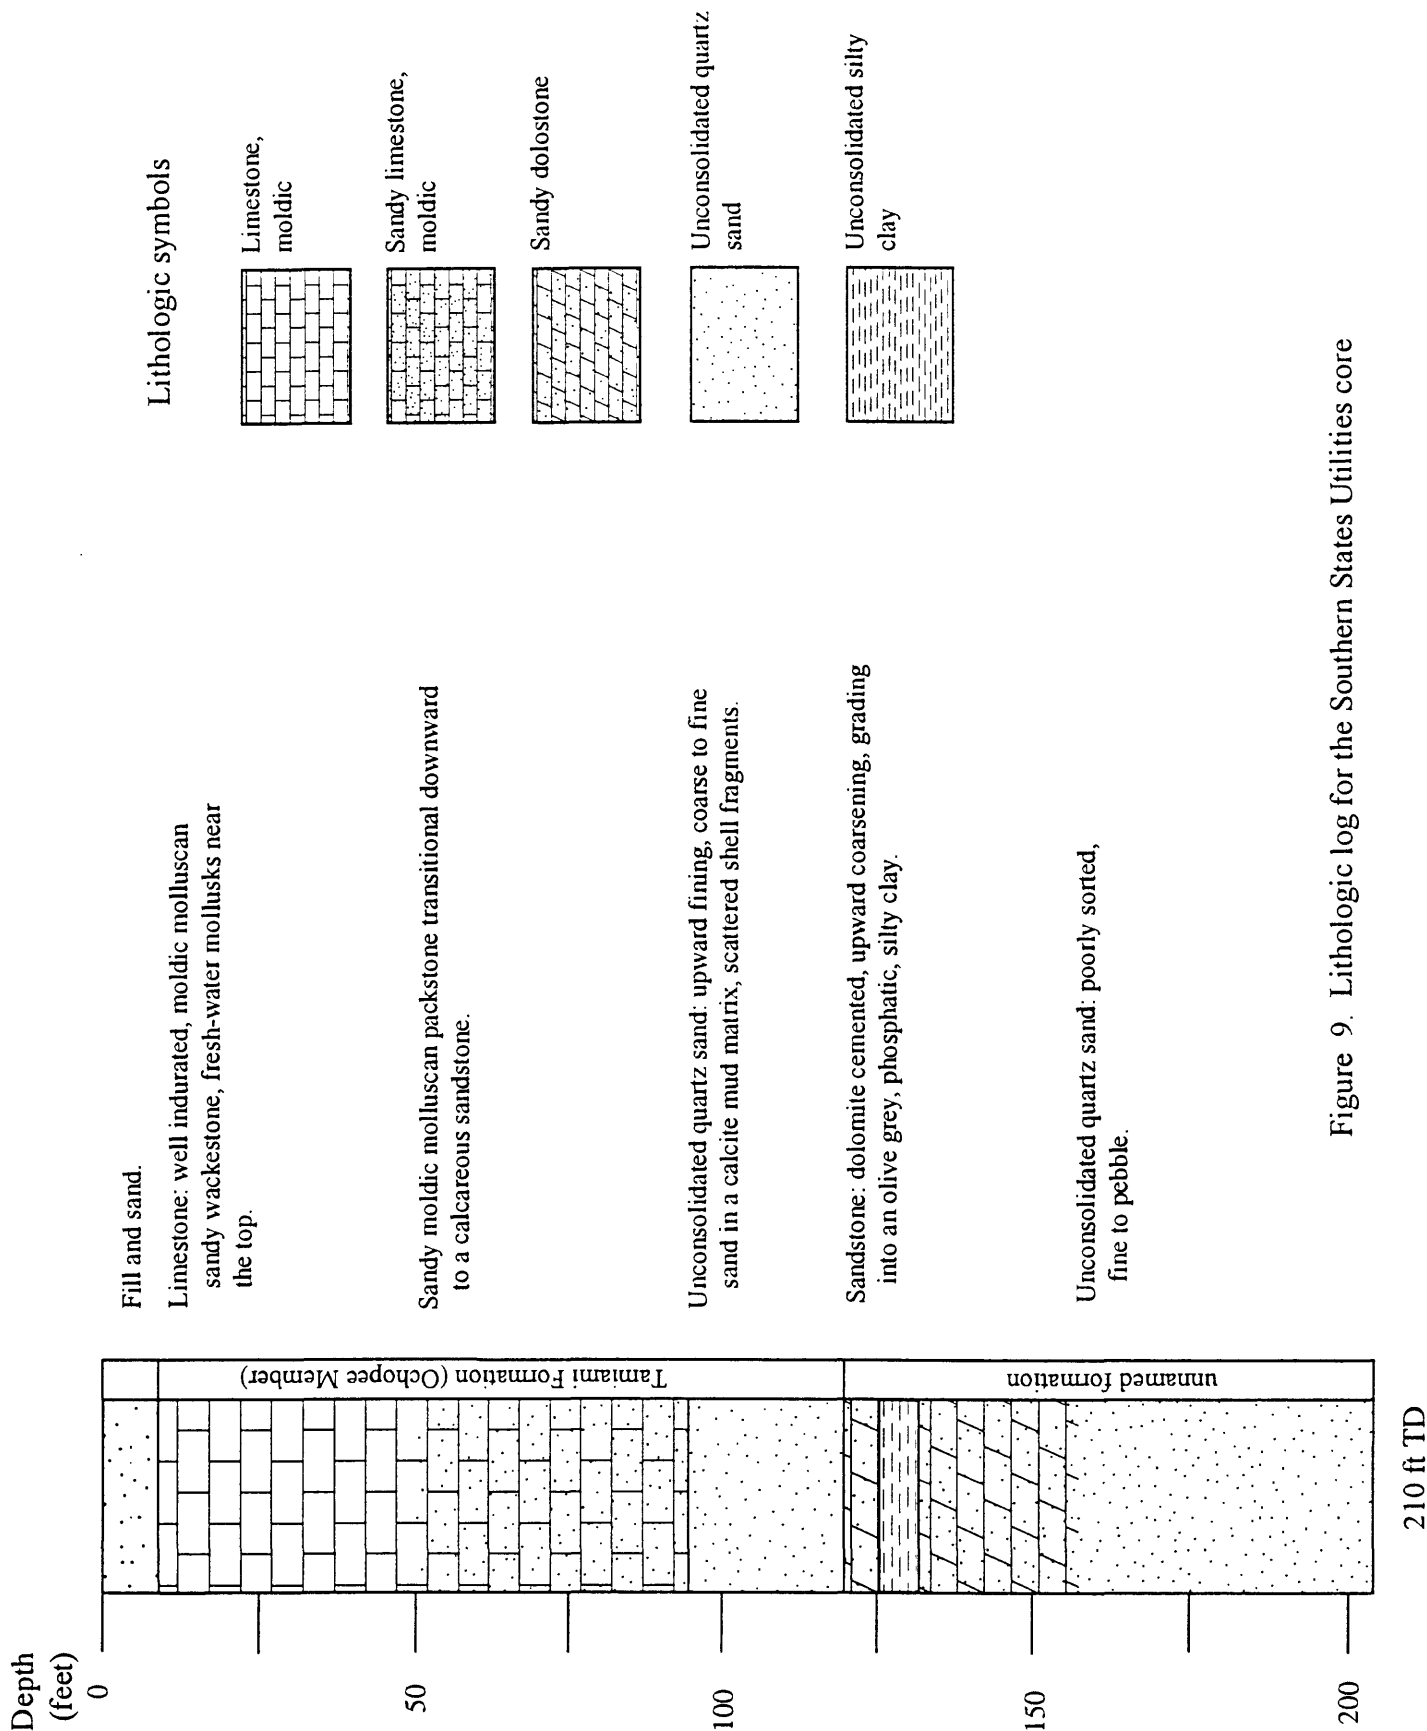 Depth
(feet)
0
50
100
150
200
210 ft TD
Tamiami Formation (Ochopee Member)
unnamed formation
Fill and sand.
Limestone: well indurated, moldic molluscan
sandy wackestone, fresh-water mollusks near
the top.
Sandy moldic molluscan packstone transitional downward
to a calcareous sandstone.
Unconsolidated quartz sand: upward fining, coarse to fine
sand in a calcite mud matrix, scattered shell fragments.
Sandstone: dolomite cemented, upward coarsening, grading
into an olive grey, phosphatic, silty clay.
Unconsolidated quartz sand: poorly sorted,
fine to pebble.
Lithologic symbols
Limestone,
moldic
Sandy limestone,
moldic
Sandy dolostone
Unconsolidated quartz
sand
Unconsolidated silty
clay
Figure 9. Lithologic log for the Southern States Utilities core